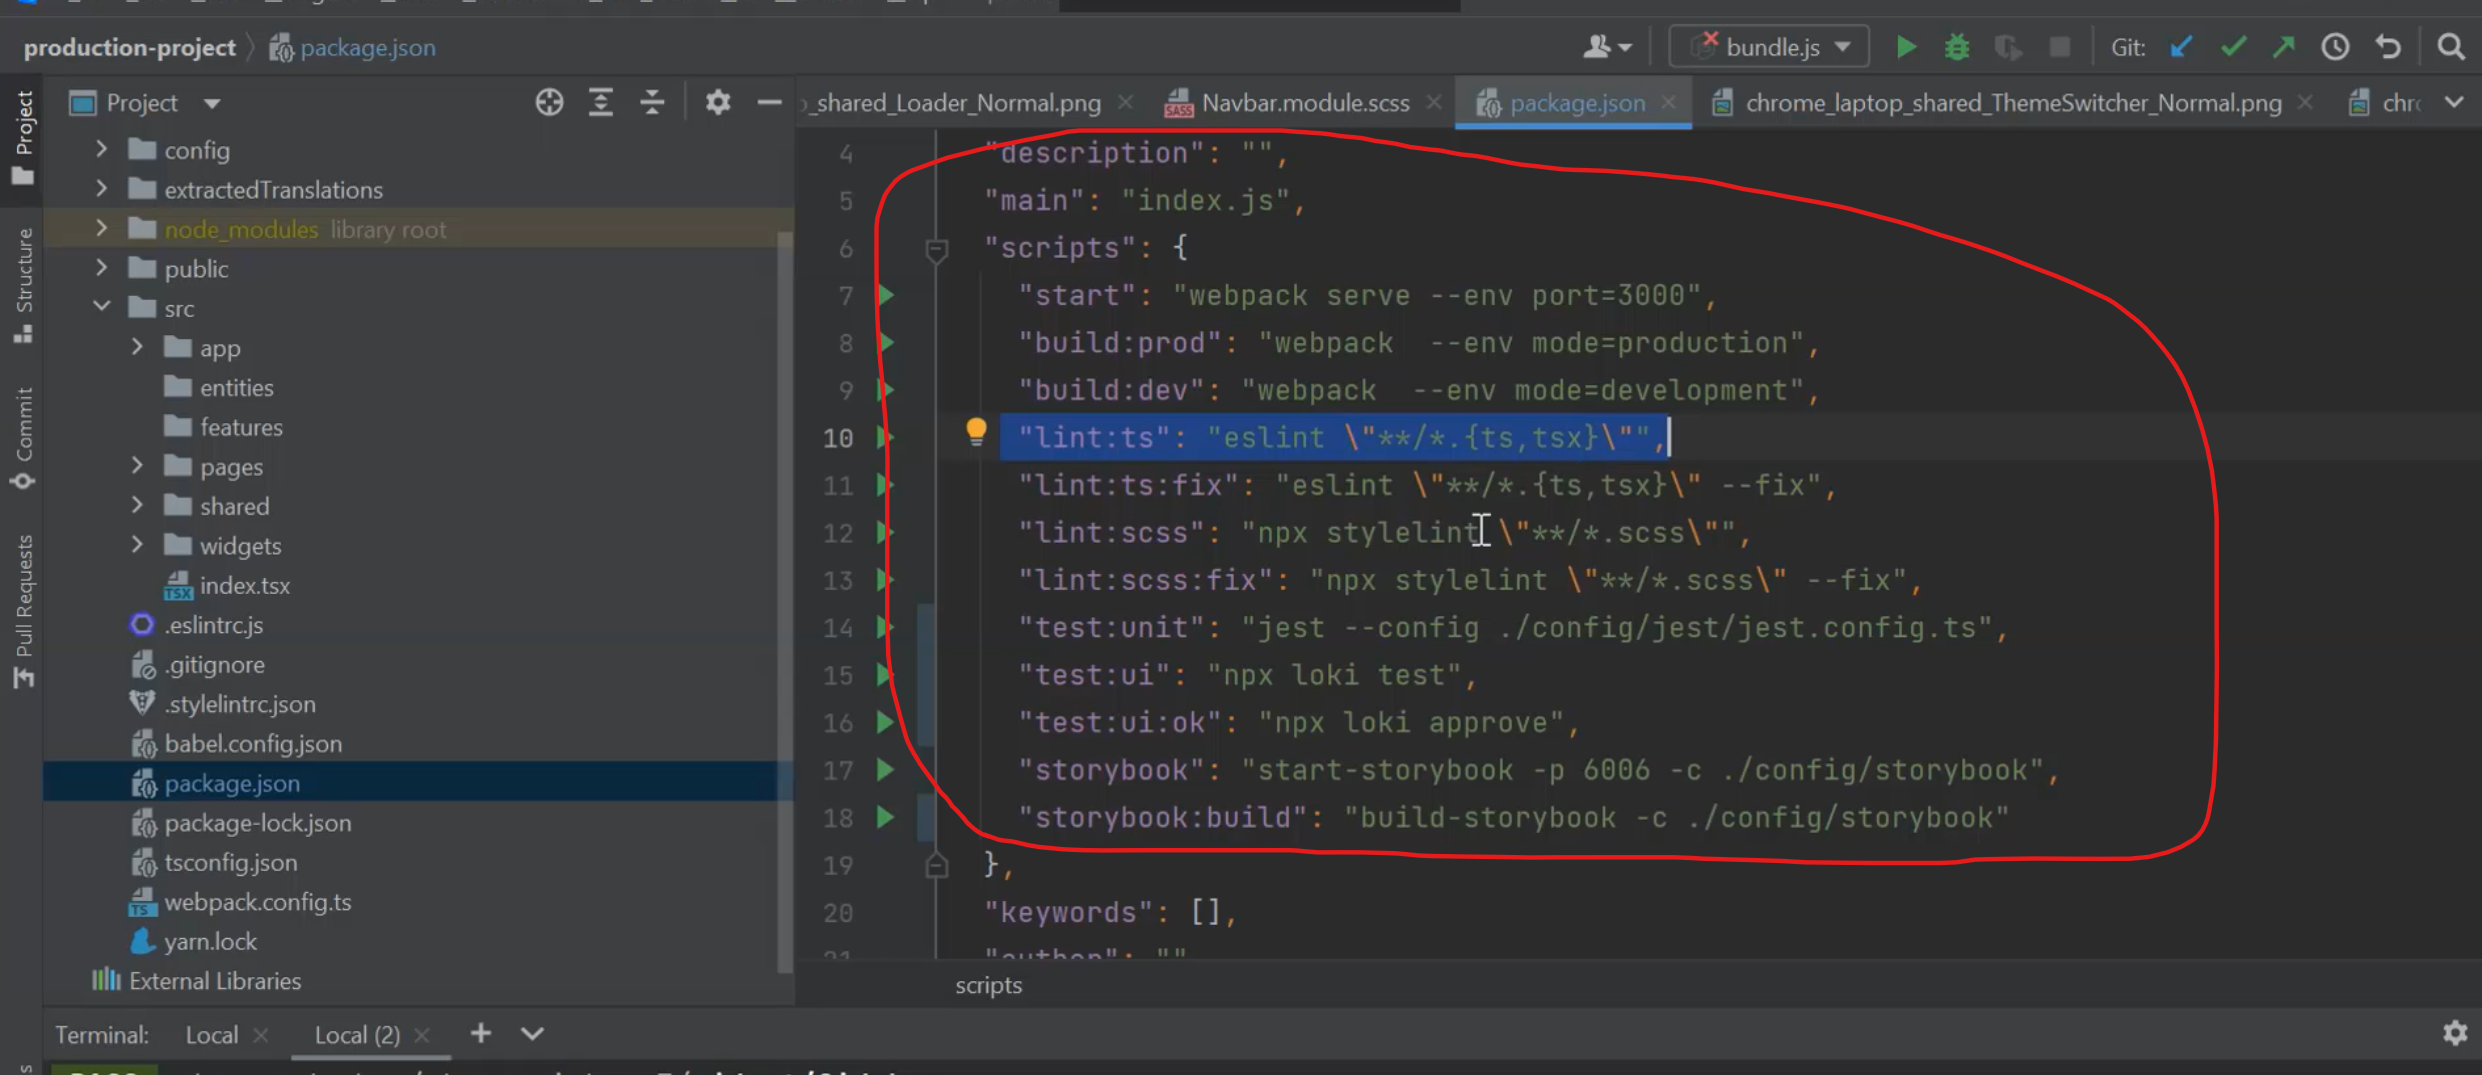 production-project package.json bundle.js Git:
Project _shared_Loader_Normal.png Navbar.module.scss package.json chrome_laptop_shared_ThemeSwitcher_Normal.png chr
Project
Structure
Commit
Pull Requests
config
extractedTranslations
node_modules library root
public
src
app
entities
features
pages
shared
widgets
index.tsx
.eslintrc.js
.gitignore
.stylelintrc.json
babel.config.json
package.json
package-lock.json
tsconfig.json
webpack.config.ts
yarn.lock
External Libraries
4 "description": "",
5 "main": "index.js",
6 "scripts": {
7 "start": "webpack serve --env port=3000",
8 "build:prod": "webpack  --env mode=production",
9 "build:dev": "webpack  --env mode=development",
10 "lint:ts": "eslint \"**/*.{ts,tsx}\"",
11 "lint:ts:fix": "eslint \"**/*.{ts,tsx}\" --fix",
12 "lint:scss": "npx stylelint \"**/*.scss\"",
13 "lint:scss:fix": "npx stylelint \"**/*.scss\" --fix",
14 "test:unit": "jest --config ./config/jest/jest.config.ts",
15 "test:ui": "npx loki test",
16 "test:ui:ok": "npx loki approve",
17 "storybook": "start-storybook -p 6006 -c ./config/storybook",
18 "storybook:build": "build-storybook -c ./config/storybook"
19 },
20 "keywords": [],
21 "author": ""
scripts
Terminal: Local Local (2)